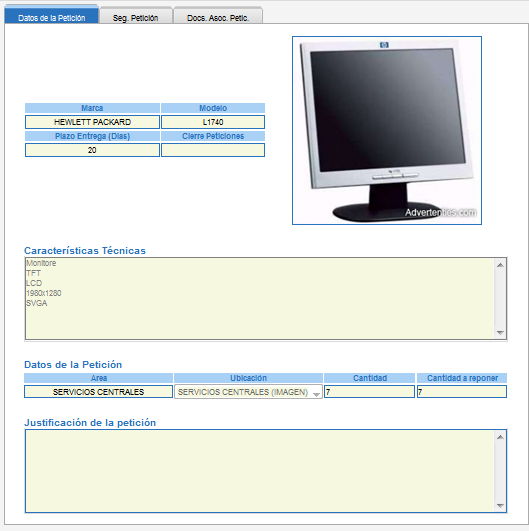 Datos de la Petición
Seg. Petición
Docs. Asoc. Petic.
Marca
Modelo
HEWLETT PACKARD
L1740
Plazo Entrega (Días)
Cierre Peticiones
20
hp
Advertenties.com
Características Técnicas
Monitore
TFT
LCD
1980x1280
SVGA
Datos de la Petición
Area
Ubicación
Cantidad
Cantidad a reponer
SERVICIOS CENTRALES
SERVICIOS CENTRALES (IMAGEN)
7
7
Justificación de la petición